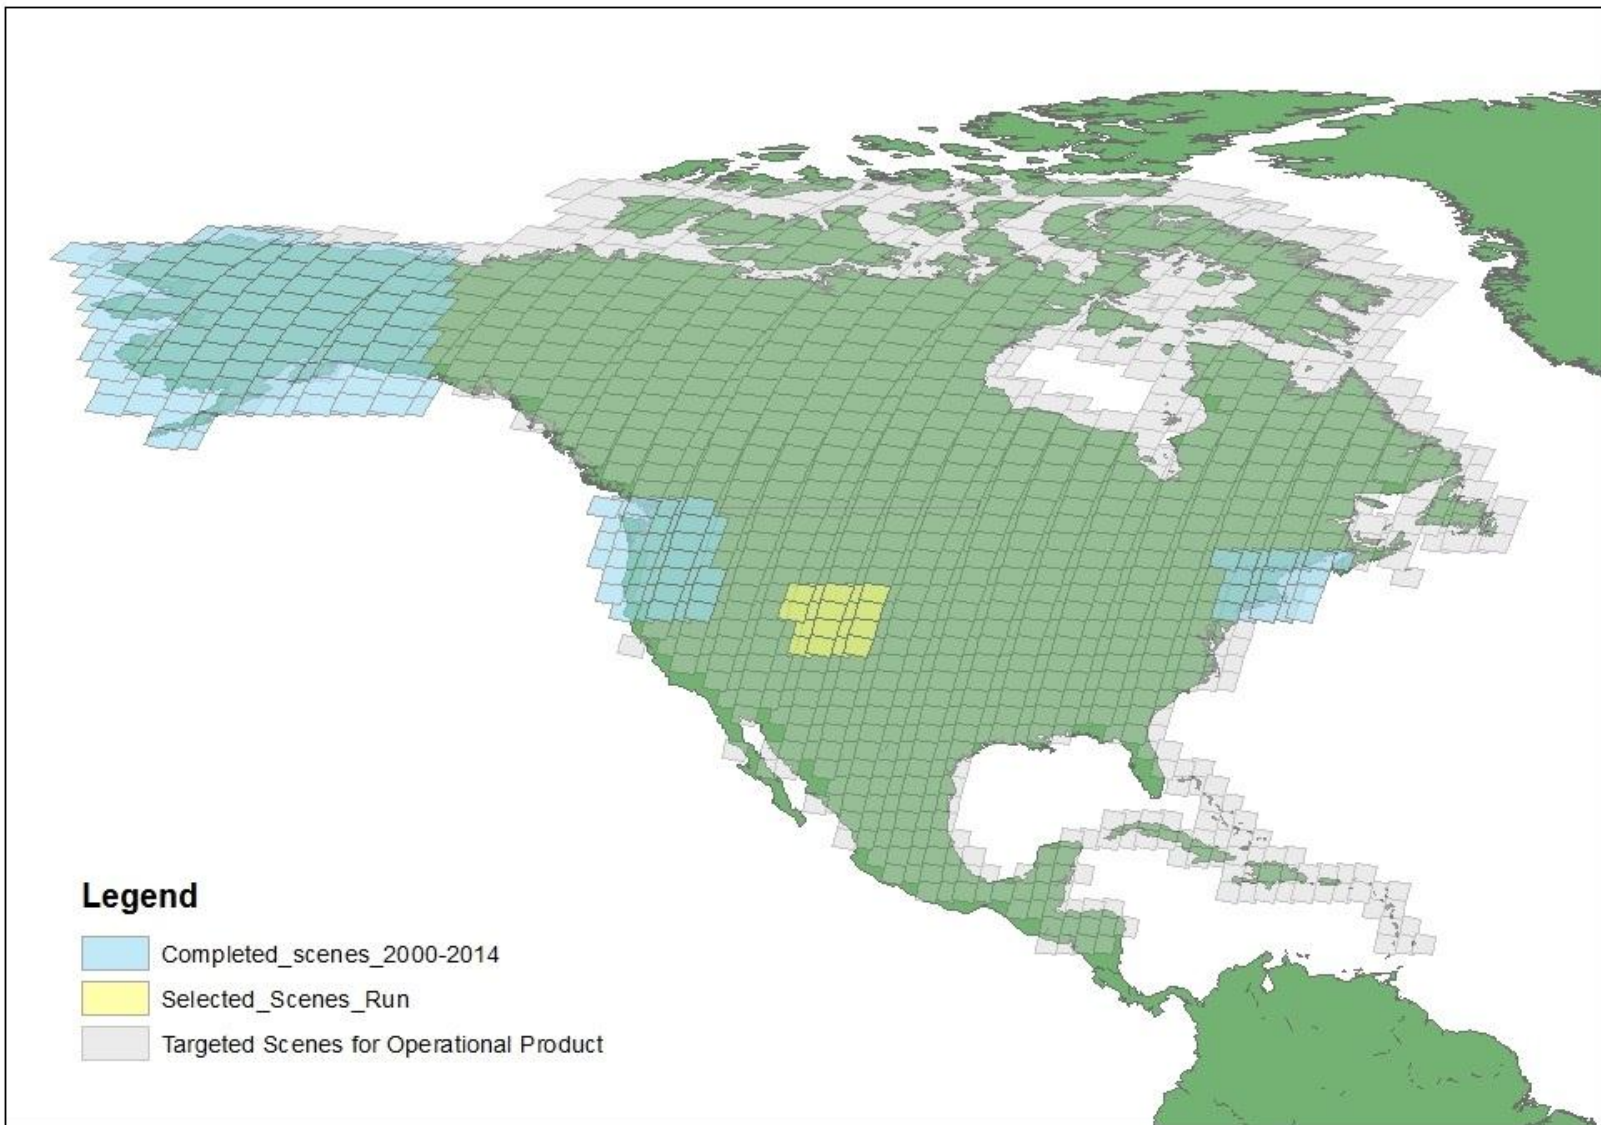 Legend
Completed_scenes_2000-2014
Selected_Scenes_Run
Targeted Scenes for Operational Product